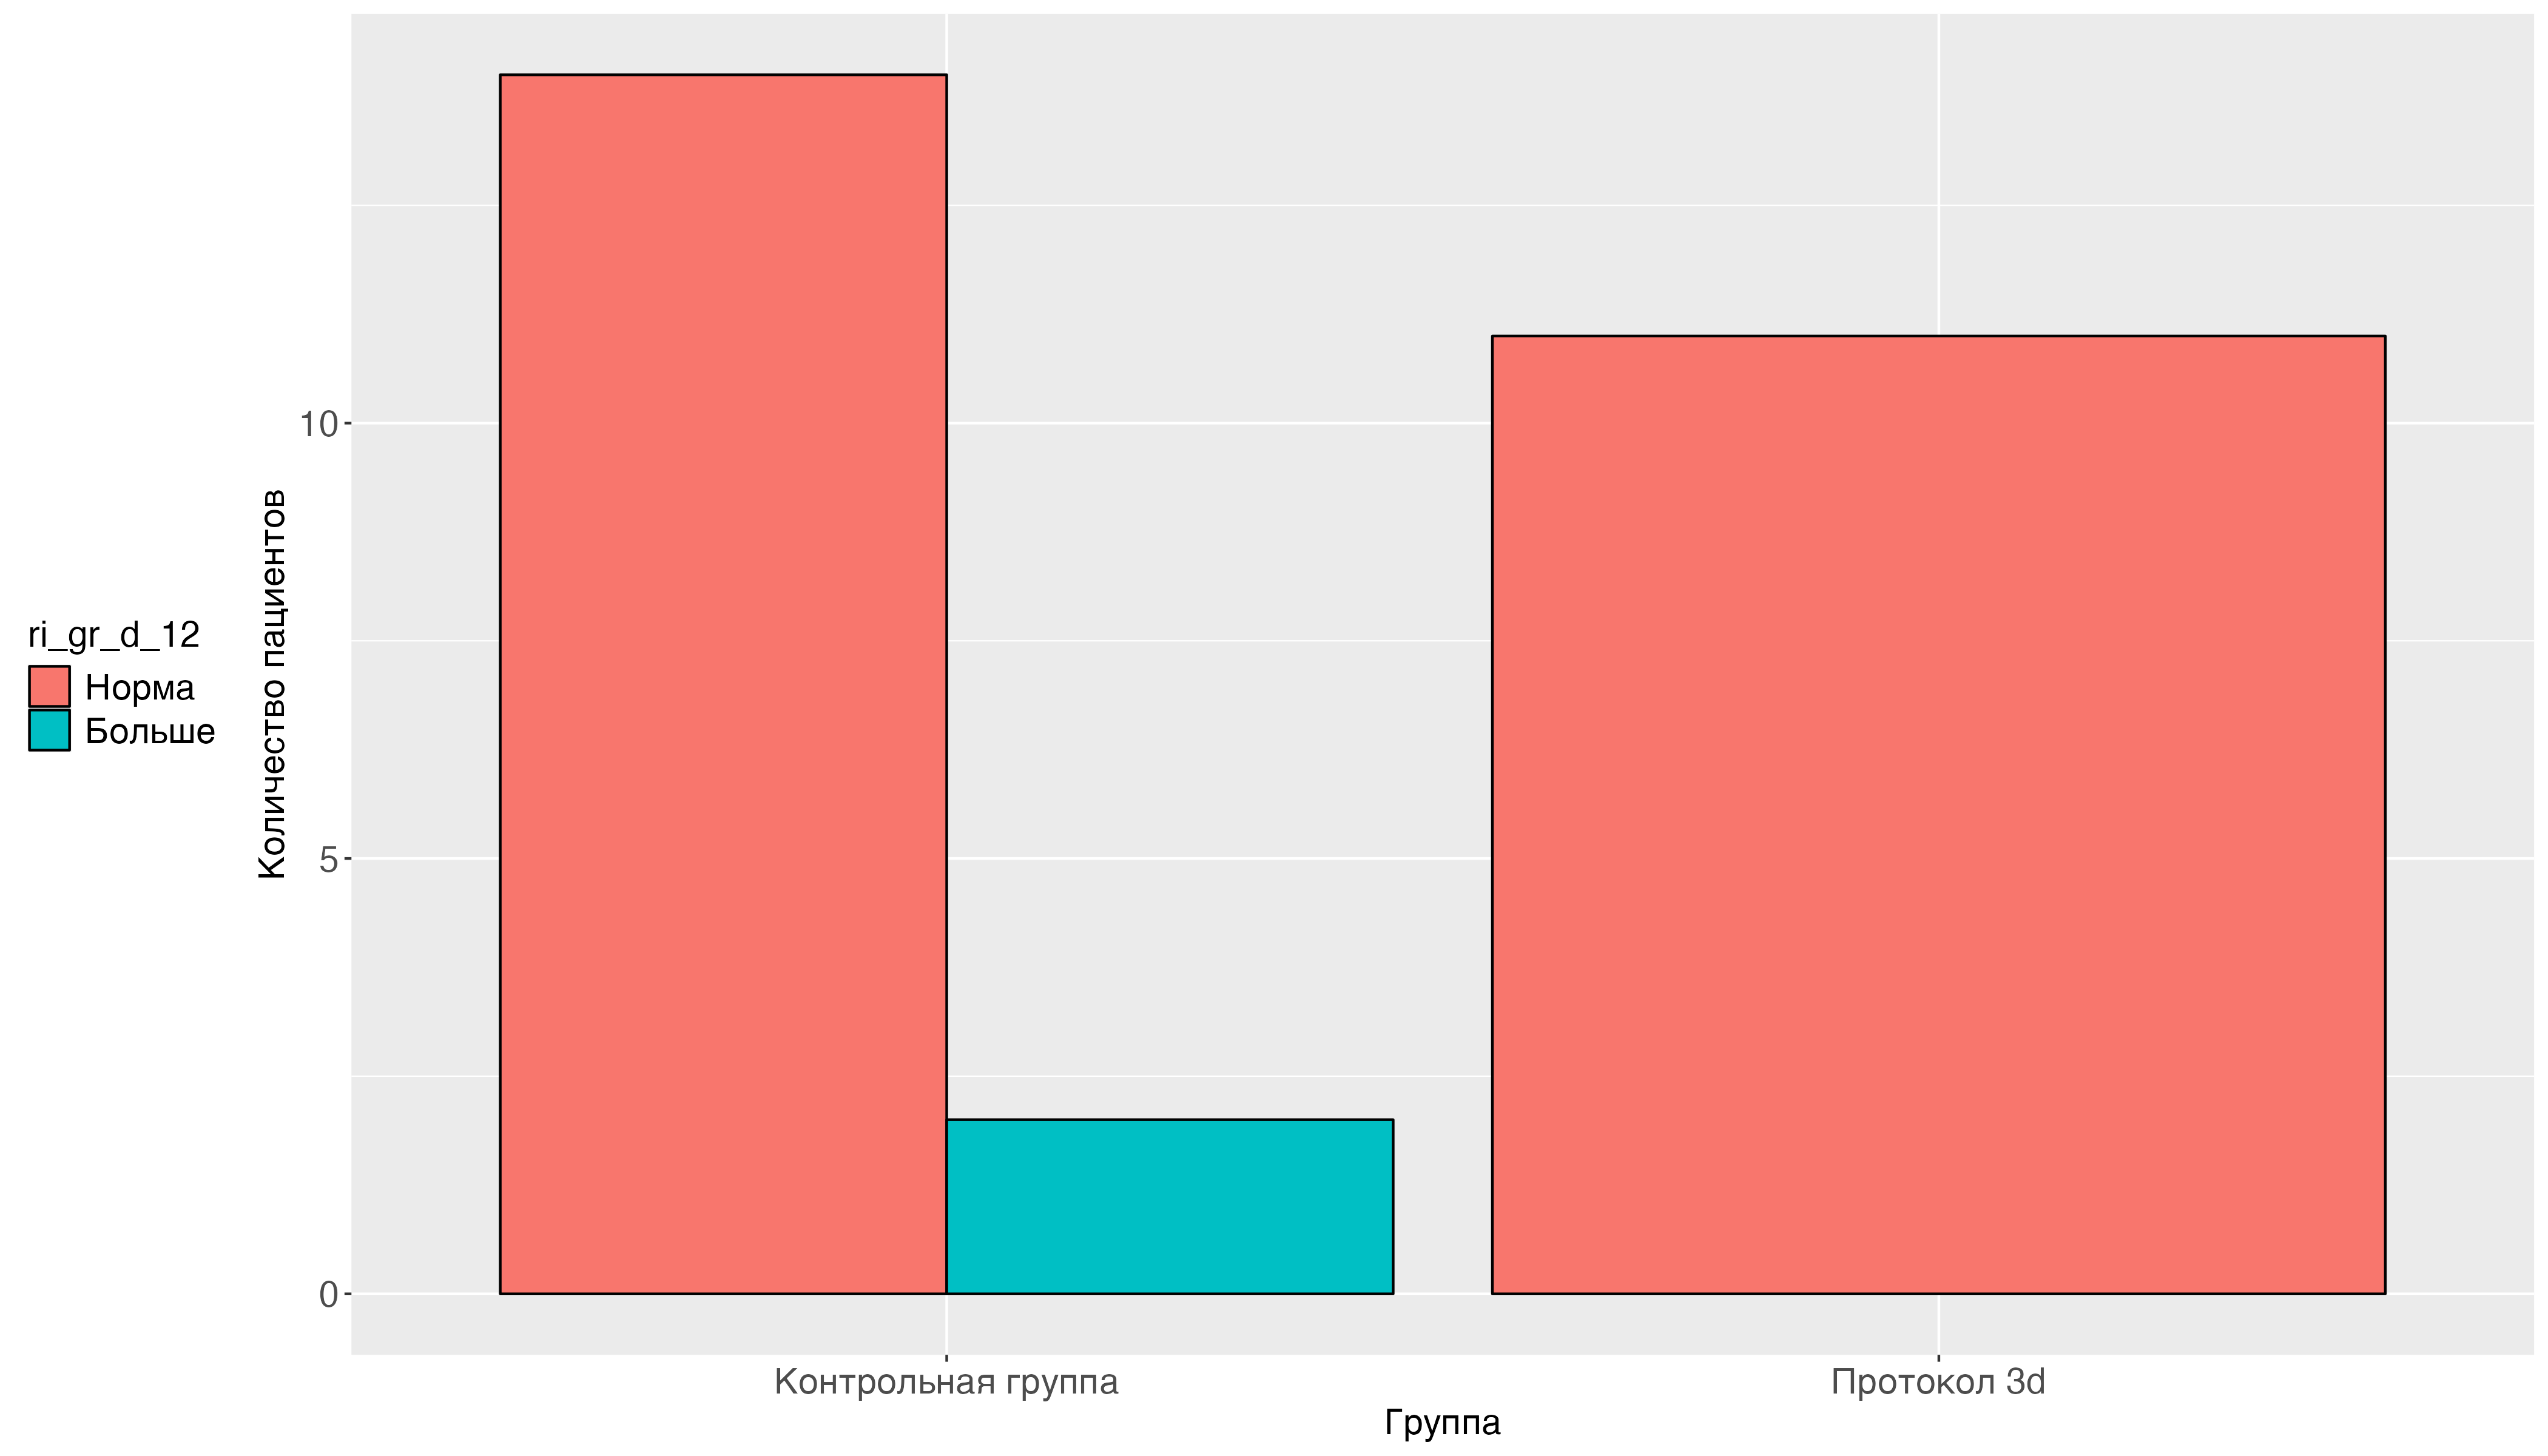 ri_gr_d_12
Норма
Больше
Количество пациентов
10
5
0
Контрольная группа
Протокол 3d
Группа